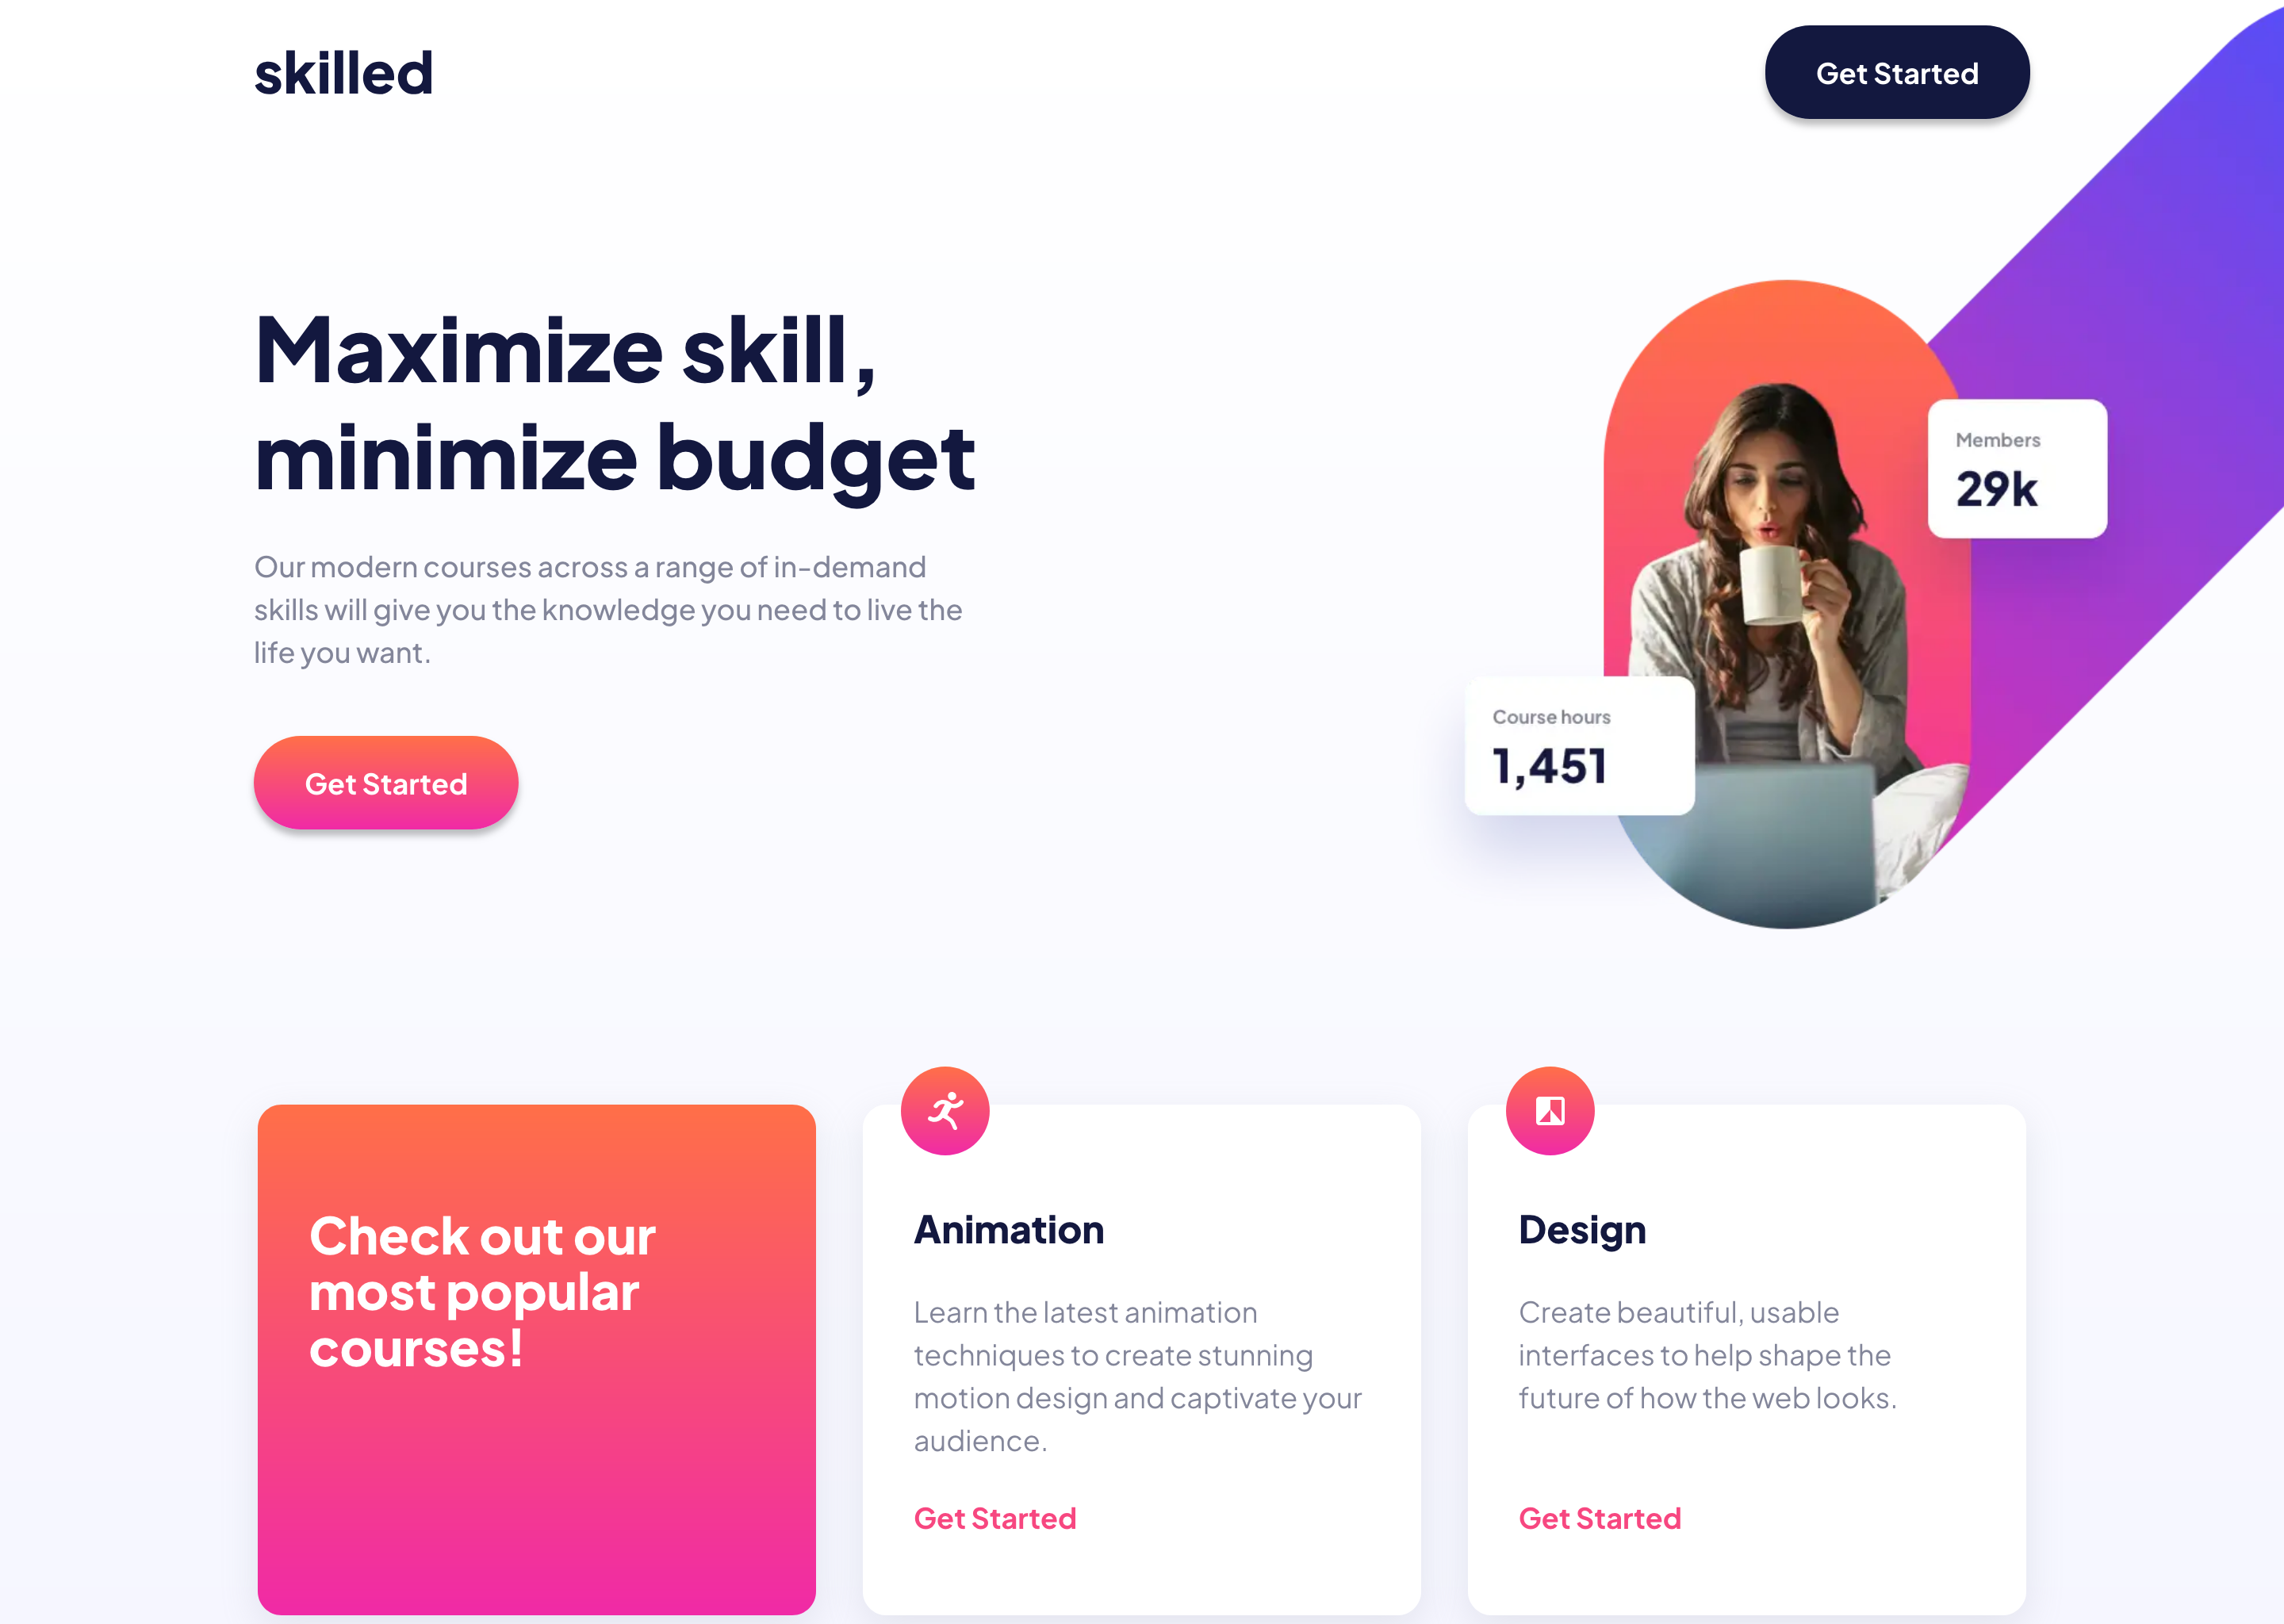 skilled
Get Started
Maximize skill,
minimize budget
Our modern courses across a range of in-demand
skills will give you the knowledge you need to live the
life you want.
Get Started
Members
29k
Course hours
1,451
Check out our
most popular
courses!
Animation
Learn the latest animation
techniques to create stunning
motion design and captivate your
audience.
Get Started
Design
Create beautiful, usable
interfaces to help shape the
future of how the web looks.
Get Started